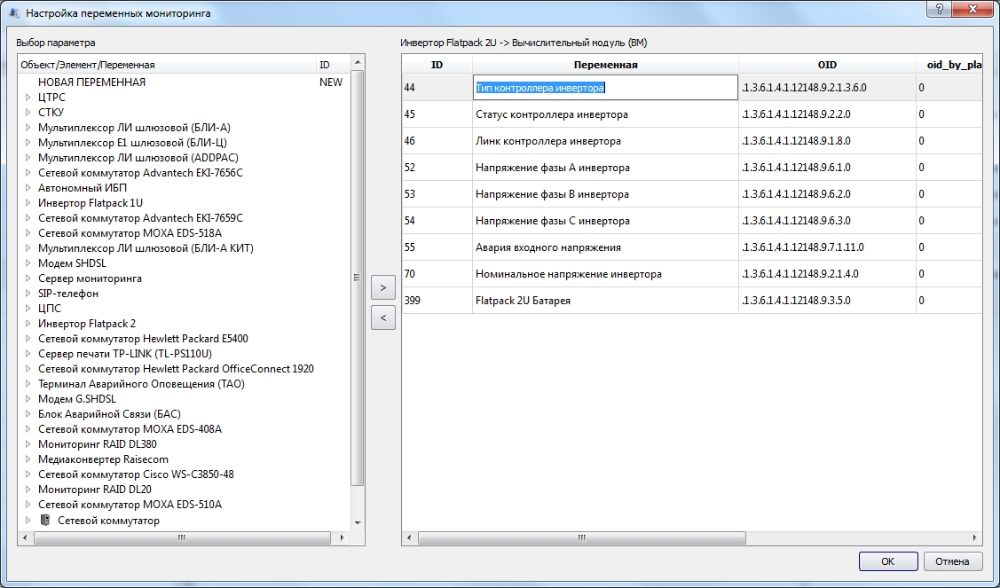 Настройка переменных мониторинга
Выбор параметра
Объект/Элемент/Переменная ID
НОВАЯ ПЕРЕМЕННАЯ NEW
ЦТРС
СТКУ
Мультиплексор ЛИ шлюзовой (БЛИ-А)
Мультиплексор Е1 шлюзовой (БЛИ-Ц)
Мультиплексор ЛИ шлюзовой (ADDPAC)
Сетевой коммутатор Advantech EKI-7656C
Автономный ИБП
Инвертор Flatpack 1U
Сетевой коммутатор Advantech EKI-7659C
Сетевой коммутатор MOXA EDS-518A
Мультиплексор ЛИ шлюзовой (БЛИ-А КИТ)
Модем SHDSL
Сервер мониторинга
SIP-телефон
ЦПС
Инвертор Flatpack 2
Сетевой коммутатор Hewlett Packard E5400
Сервер печати TP-LINK (TL-PS110U)
Сетевой коммутатор Hewlett Packard OfficeConnect 1920
Терминал Аварийного Оповещения (ТАО)
Модем G.SHDSL
Блок Аварийной Связи (БАС)
Сетевой коммутатор MOXA EDS-408A
Мониторинг RAID DL380
Медиаконвертер Raisecom
Сетевой коммутатор Cisco WS-C3850-48
Мониторинг RAID DL20
Сетевой коммутатор MOXA EDS-510A
Сетевой коммутатор
>
<
Инвертор Flatpack 2U -> Вычислительный модуль (ВМ)
ID Переменная OID oid_by_pla
44 Тип контроллера инвертора .1.3.6.1.4.1.12148.9.2.1.3.6.0 0
45 Статус контроллера инвертора .1.3.6.1.4.1.12148.9.2.2.0 0
46 Линк контроллера инвертора .1.3.6.1.4.1.12148.9.1.8.0 0
52 Напряжение фазы А инвертора .1.3.6.1.4.1.12148.9.6.1.0 0
53 Напряжение фазы В инвертора .1.3.6.1.4.1.12148.9.6.2.0 0
54 Напряжение фазы С инвертора .1.3.6.1.4.1.12148.9.6.3.0 0
55 Авария входного напряжения .1.3.6.1.4.1.12148.9.7.1.11.0 0
70 Номинальное напряжение инвертора .1.3.6.1.4.1.12148.9.2.1.4.0 0
399 Flatpack 2U Батарея .1.3.6.1.4.1.12148.9.3.5.0 0
OK Отмена